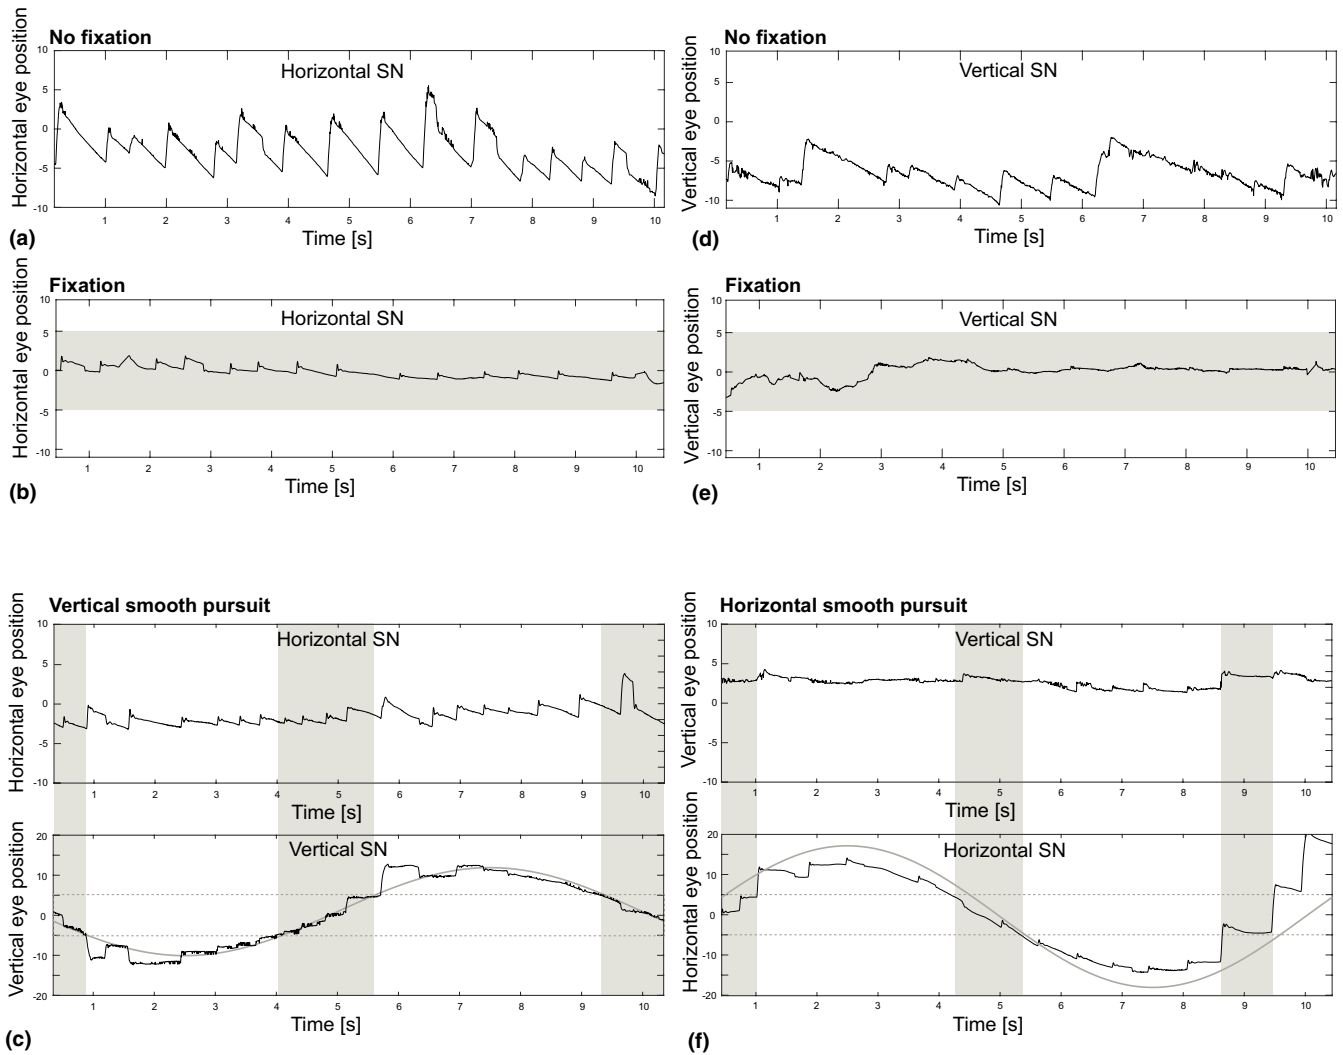 No fixation
Horizontal SN
Horizontal eye position
10
5
0
-5
-10
1 2 3 4 5 6 7 8 9 10
Time [s]
(a)
Fixation
Horizontal SN
Horizontal eye position
10
5
0
-5
-10
1 2 3 4 5 6 7 8 9 10
Time [s]
(b)
Vertical smooth pursuit
Horizontal SN
Horizontal eye position
10
5
0
-5
-10
1 2 3 4 5 6 7 8 9 10
Time [s]
Vertical SN
Vertical eye position
20
10
0
-10
-20
1 2 3 4 5 6 7 8 9 10
Time [s]
(c)
No fixation
Vertical SN
Vertical eye position
10
5
0
-5
-10
1 2 3 4 5 6 7 8 9 10
Time [s]
(d)
Fixation
Vertical SN
Vertical eye position
10
5
0
-5
-10
1 2 3 4 5 6 7 8 9 10
Time [s]
(e)
Horizontal smooth pursuit
Vertical SN
Vertical eye position
10
5
0
-5
-10
1 2 3 4 5 6 7 8 9 10
Time [s]
Horizontal SN
Horizontal eye position
20
10
0
-10
-20
1 2 3 4 5 6 7 8 9 10
Time [s]
(f)